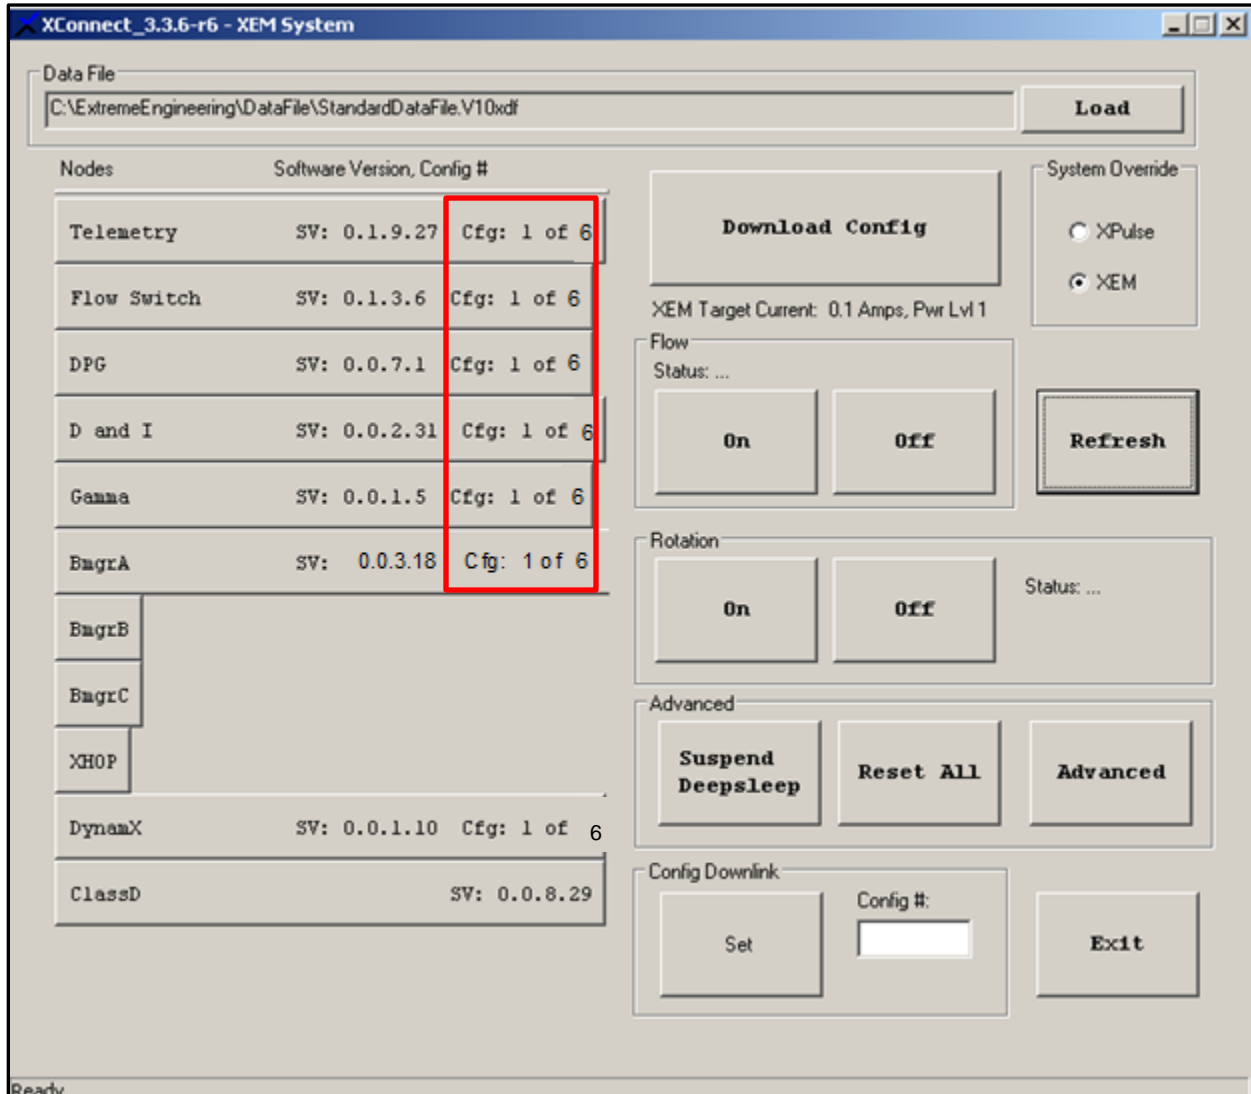 XConnect_3.3.6-r6 - XEM System
Data File
C:\ExtremeEngineering\DataFile\StandardDataFile.V10xdf
Load
Nodes Software Version, Config #
Telemetry SV: 0.1.9.27 Cfg: 1 of 6
Flow Switch SV: 0.1.3.6 Cfg: 1 of 6
DPG SV: 0.0.7.1 Cfg: 1 of 6
D and I SV: 0.0.2.31 Cfg: 1 of 6
Gamma SV: 0.0.1.5 Cfg: 1 of 6
BmgrA SV: 0.0.3.18 Cfg: 1 of 6
BmgrB
BmgrC
XHOP
DynamX SV: 0.0.1.10 Cfg: 1 of 6
ClassD SV: 0.0.8.29
Download Config
XEM Target Current: 0.1 Amps, Pwr Lvl 1
System Override
XPulse
XEM
Flow
Status: ...
On Off
Refresh
Rotation
On Off
Status: ...
Advanced
Suspend
Deepsleep
Reset All
Advanced
Config Downlink
Set
Config #:
Exit
Ready